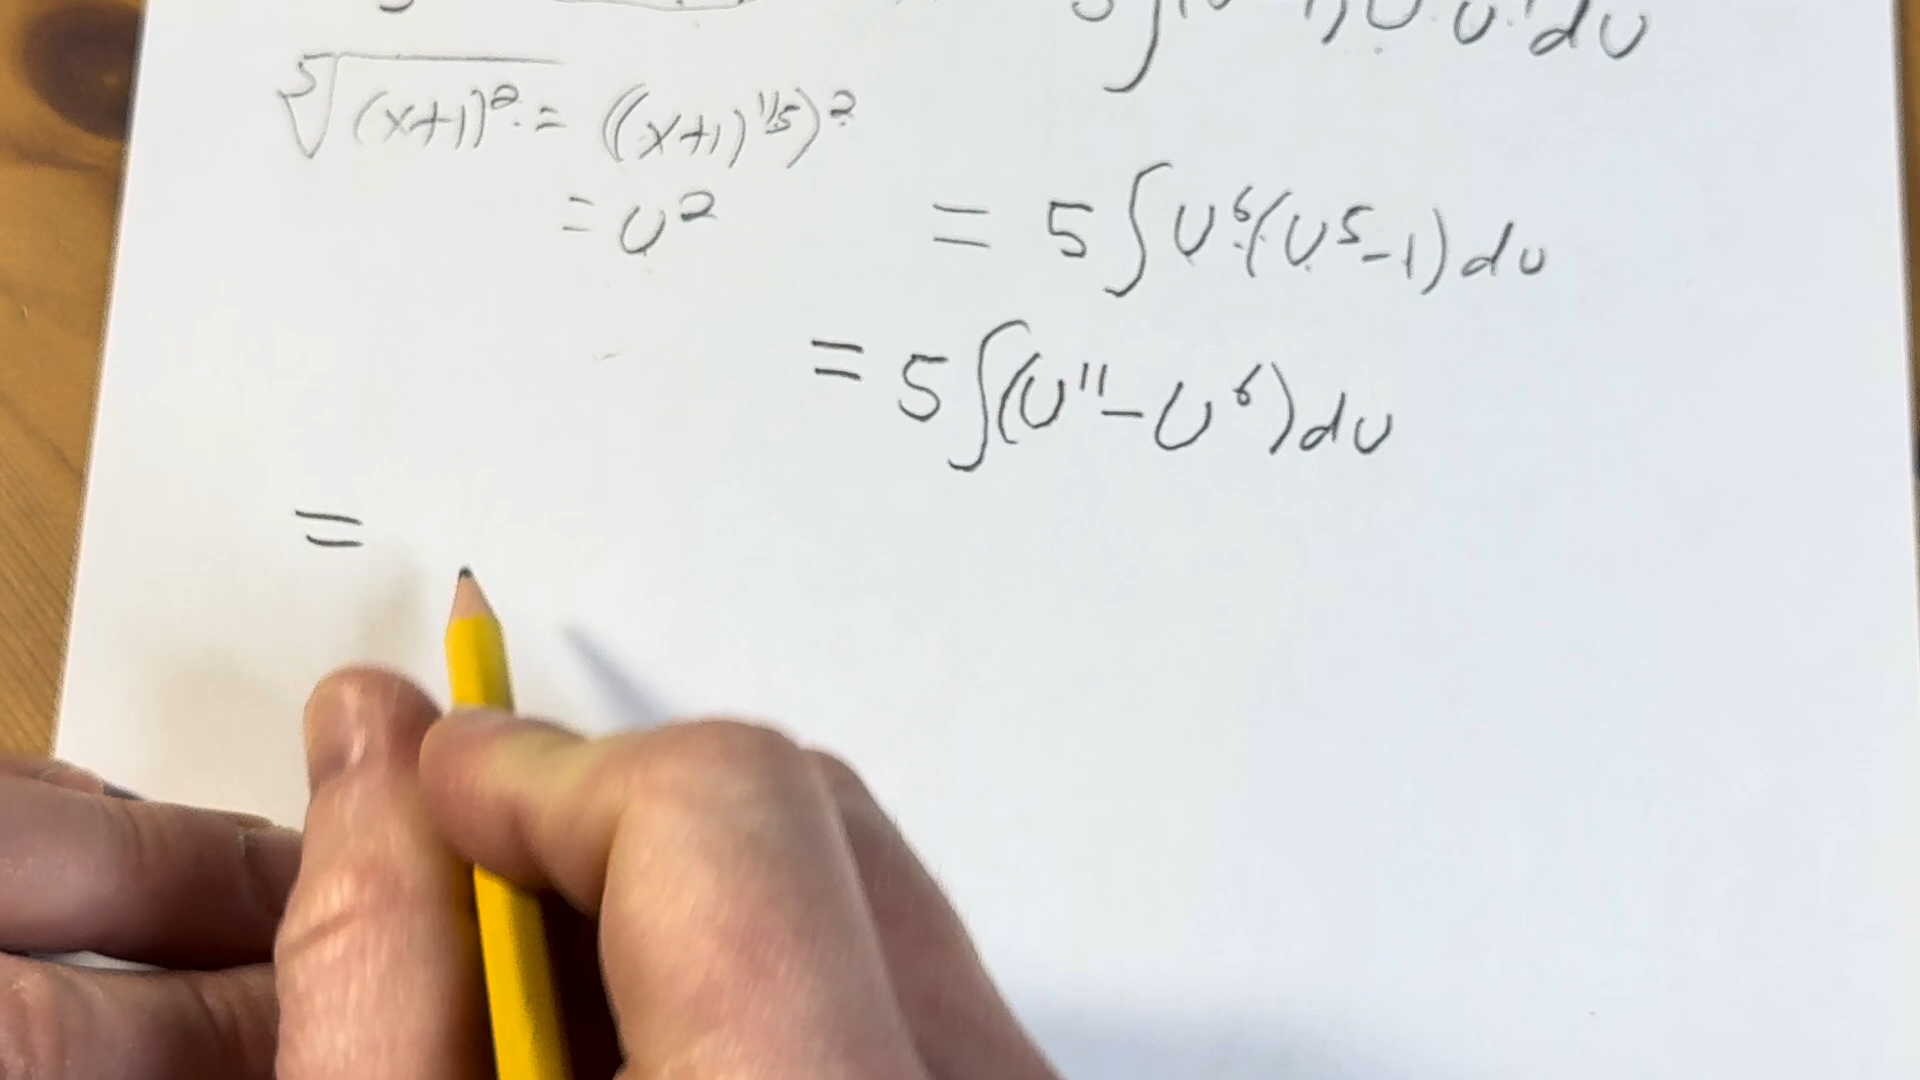 5∫(U⁵-1)U²·U⁴dU
⁵√(x+1)² = ((x+1)^1/5)²
= U²
= 5∫U⁶(U⁵-1)dU
= 5∫(U¹¹-U⁶)dU
=